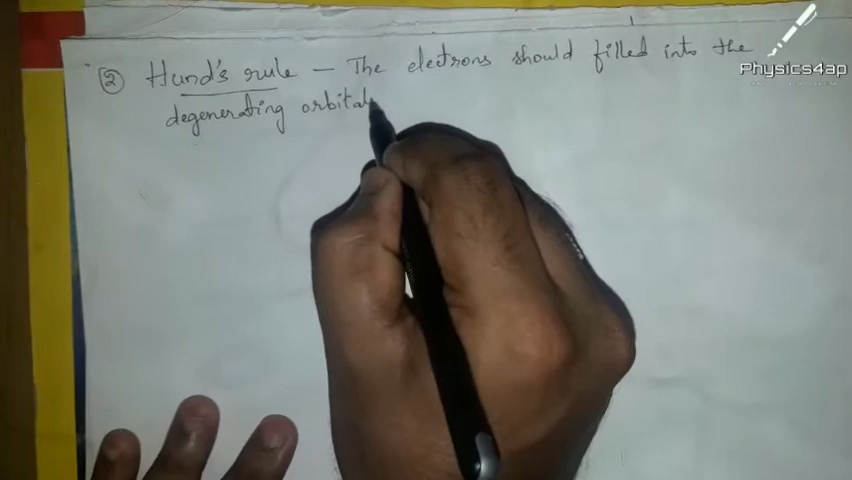 ② Hund's rule – The electrons should filled into the
degenerating orbital
Physics4ap